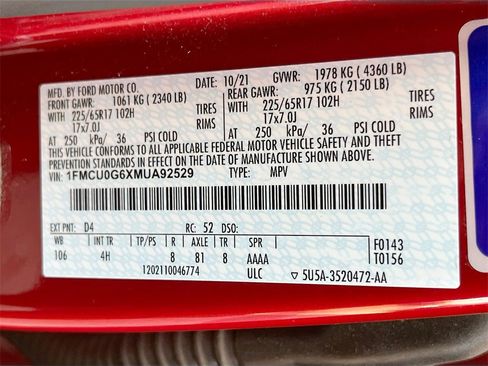 MFD. BY FORD MOTOR CO.
DATE: 10/21 GVWR: 1978 KG ( 4360 LB)
FRONT GAWR: 1061 KG ( 2340 LB) REAR GAWR: 975 KG ( 2150 LB)
WITH 225/65R17 102H TIRES WITH 225/65R17 102H TIRES
17x7.0J RIMS 17x7.0J RIMS
AT 250 kPa/ 36 PSI COLD AT 250 kPa/ 36 PSI COLD
THIS VEHICLE CONFORMS TO ALL APPLICABLE FEDERAL MOTOR VEHICLE SAFETY AND THEFT
PREVENTION STANDARDS IN EFFECT ON THE DATE OF MANUFACTURE SHOWN ABOVE.
VIN: 1FMCU0G6XMUA92529 TYPE: MPV
EXT PNT: D4 RC: 52 DSO:
WB INT TR TP/PS R AXLE TR SPR F0143
106 4H 8 81 8 AAAA T0156
1202110046774 ULC 5U5A-3520472-AA